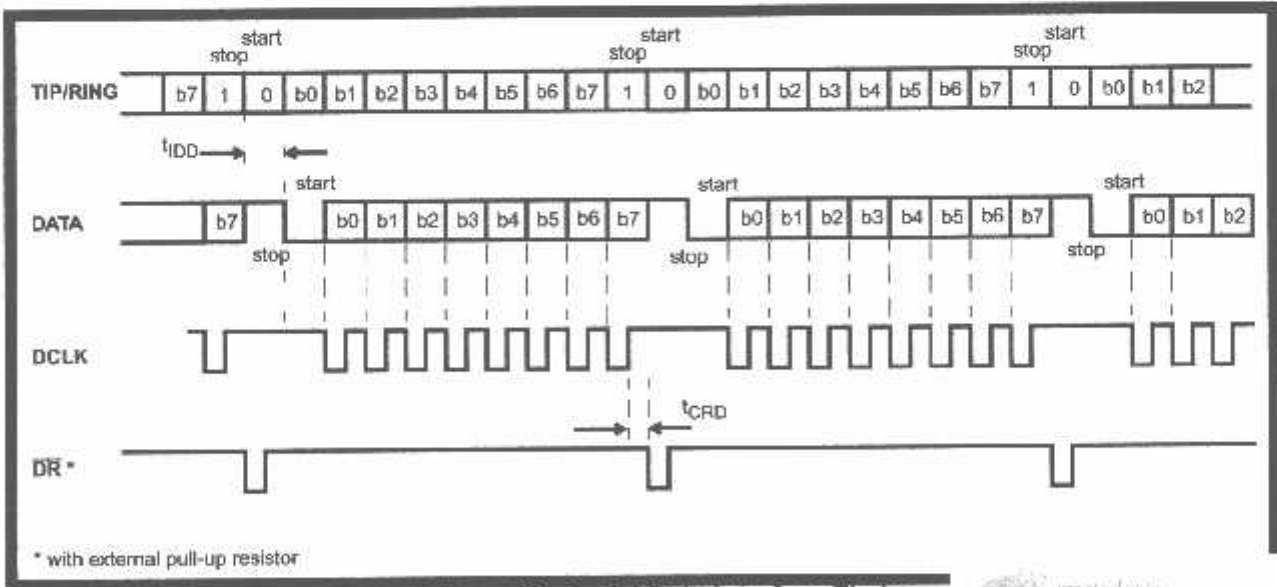 start start start
stop stop stop
TIP/RING b7 1 0 b0 b1 b2 b3 b4 b5 b6 b7 1 0 b0 b1 b2 b3 b4 b5 b6 b7 1 0 b0 b1 b2
tIDD
start start start
DATA b7 b0 b1 b2 b3 b4 b5 b6 b7 b0 b1 b2 b3 b4 b5 b6 b7 b0 b1 b2
stop stop stop
DCLK
tCRD
DR *
* with external pull-up resistor